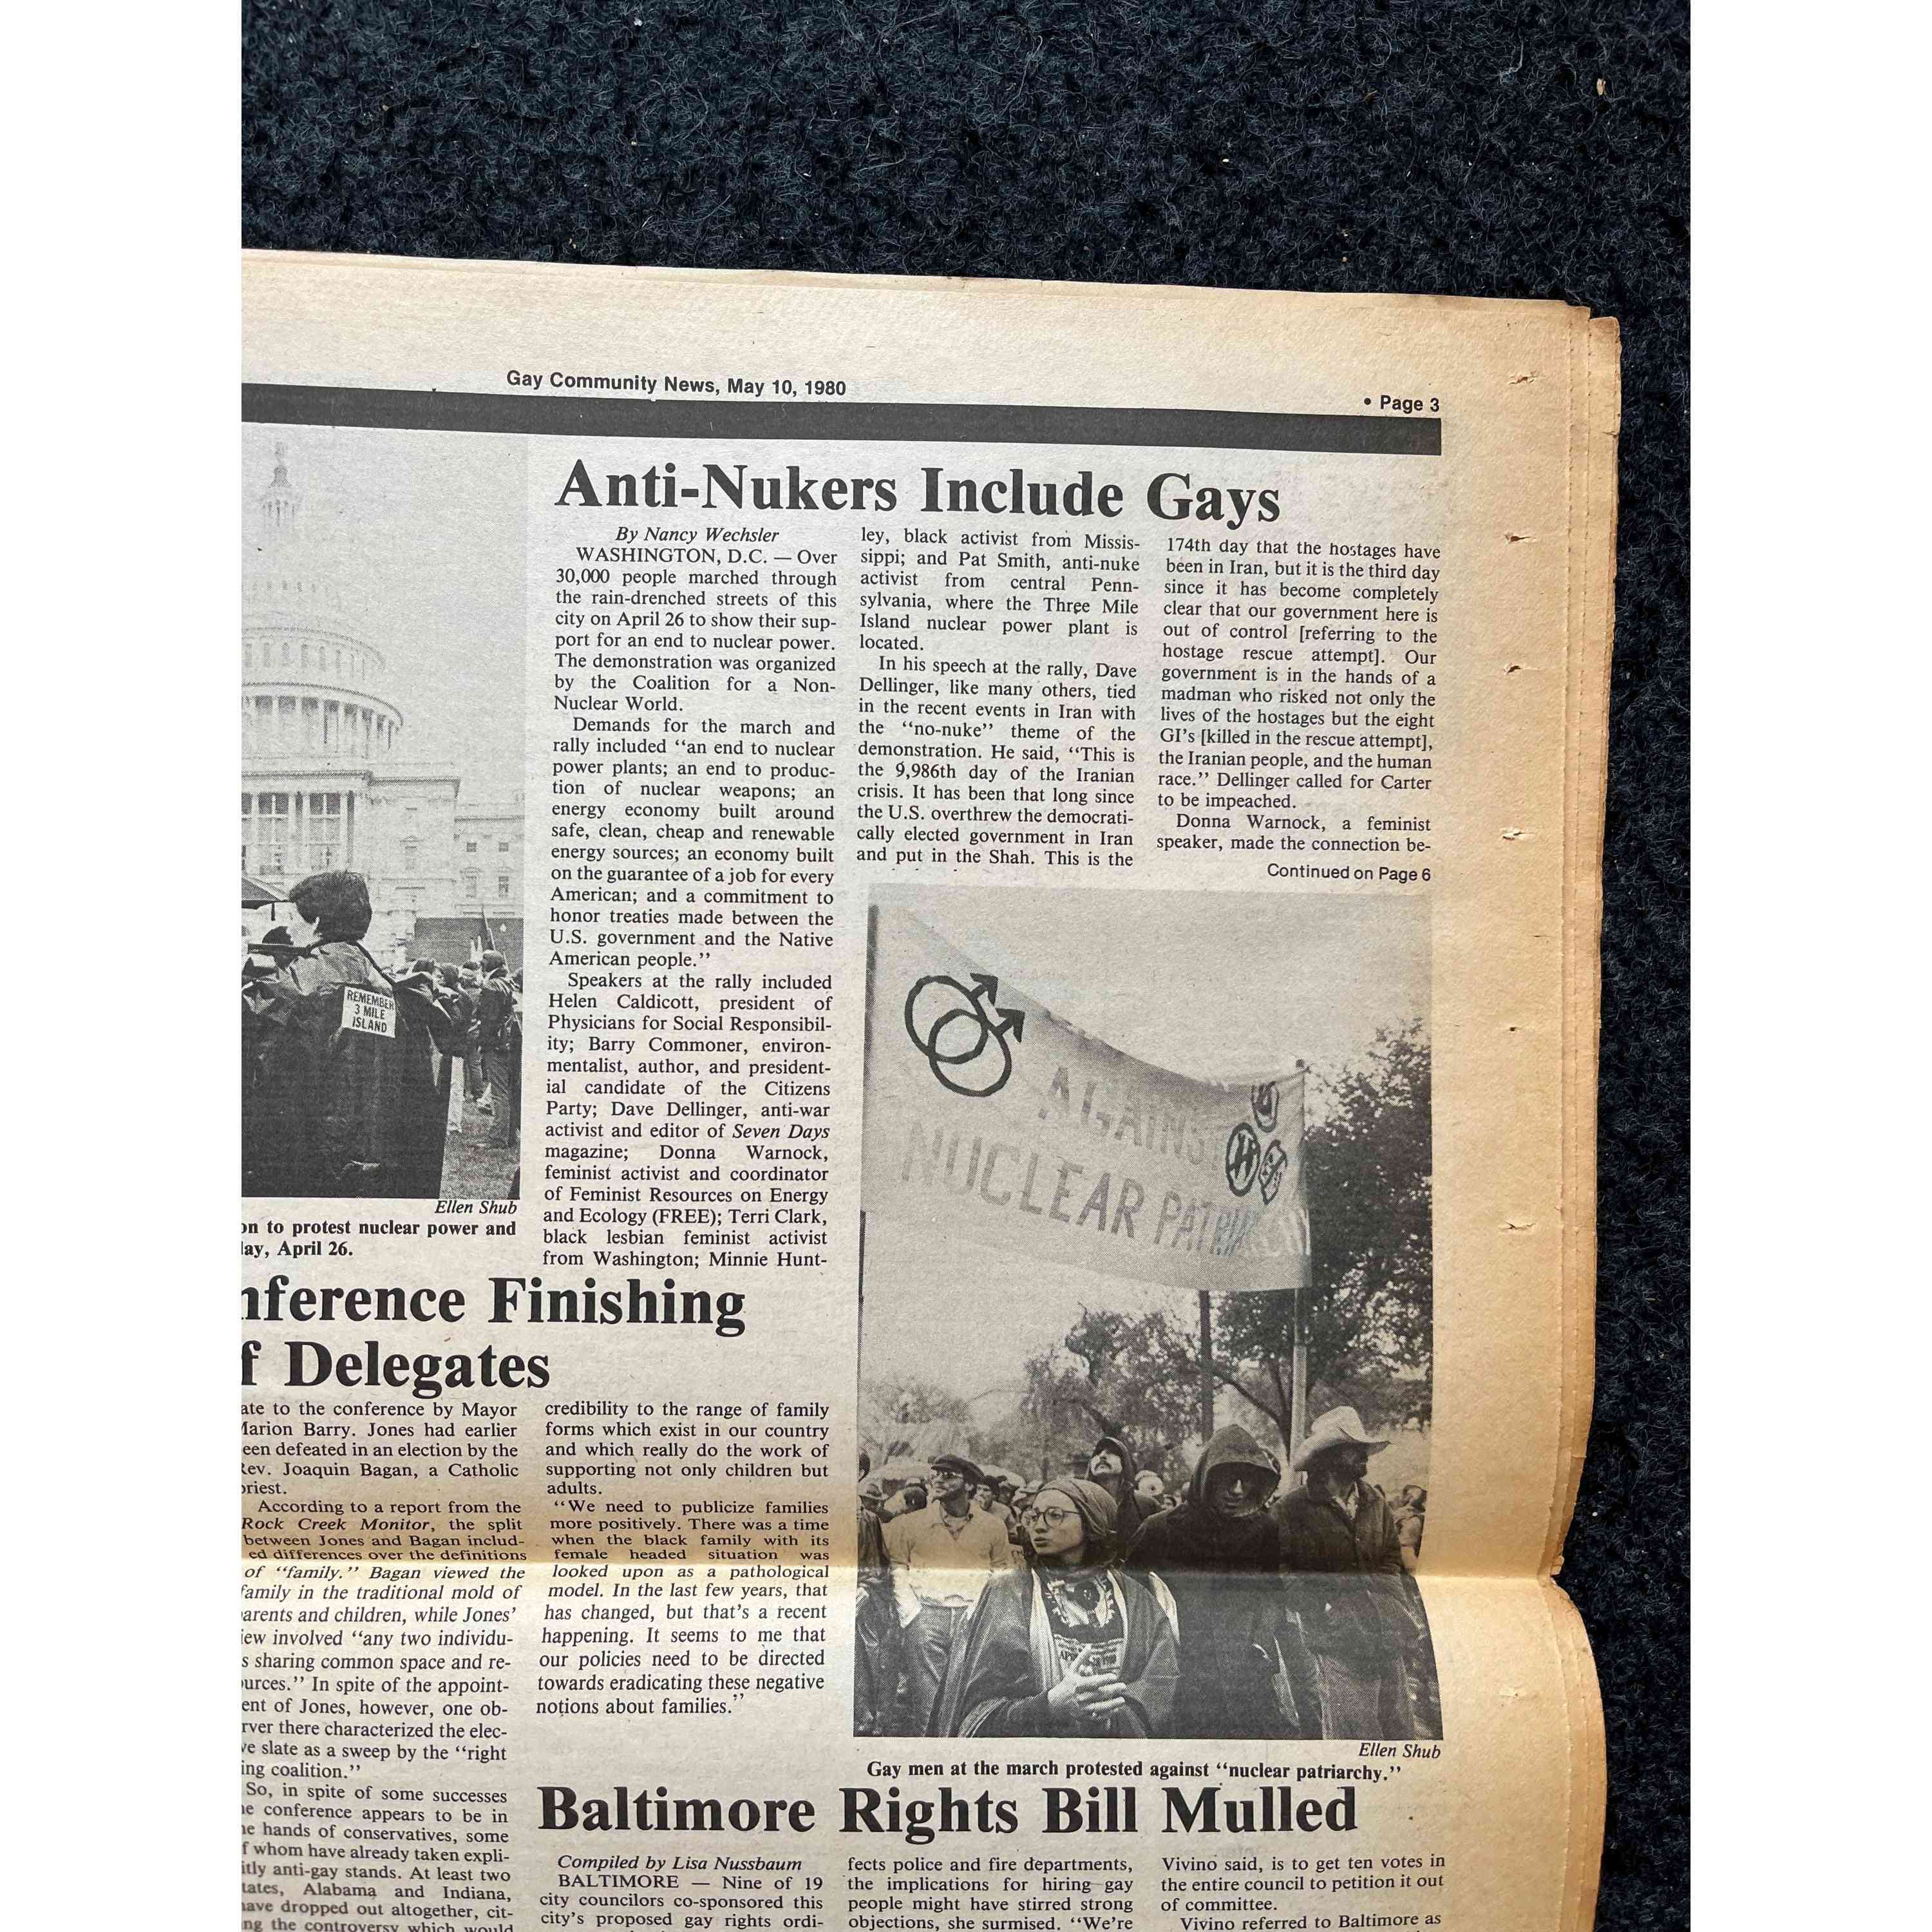 Gay Community News, May 10, 1980
• Page 3
Anti-Nukers Include Gays
By Nancy Wechsler
WASHINGTON, D.C. — Over
30,000 people marched through
the rain-drenched streets of this
city on April 26 to show their sup-
port for an end to nuclear power.
The demonstration was organized
by the Coalition for a Non-
Nuclear World.
Demands for the march and
rally included “an end to nuclear
power plants; an end to produc-
tion of nuclear weapons; an
energy economy built around
safe, clean, cheap and renewable
energy sources; an economy built
on the guarantee of a job for every
American; and a commitment to
honor treaties made between the
U.S. government and the Native
American people.”
Speakers at the rally included
Helen Caldicott, president of
Physicians for Social Responsibil-
ity; Barry Commoner, environ-
mentalist, author, and president-
ial candidate of the Citizens
Party; Dave Dellinger, anti-war
activist and editor of Seven Days
magazine; Donna Warnock,
feminist activist and coordinator
of Feminist Resources on Energy
and Ecology (FREE); Terri Clark,
black lesbian feminist activist
from Washington; Minnie Hunt-
ley, black activist from Missis-
sippi; and Pat Smith, anti-nuke
activist from central Penn-
sylvania, where the Three Mile
Island nuclear power plant is
located.
In his speech at the rally, Dave
Dellinger, like many others, tied
in the recent events in Iran with
the “no-nuke” theme of the
demonstration. He said, “This is
the 9,986th day of the Iranian
crisis. It has been that long since
the U.S. overthrew the democrati-
cally elected government in Iran
and put in the Shah. This is the
174th day that the hostages have
been in Iran, but it is the third day
since it has become completely
clear that our government here is
out of control [referring to the
hostage rescue attempt]. Our
government is in the hands of a
madman who risked not only the
lives of the hostages but the eight
GI’s [killed in the rescue attempt],
the Iranian people, and the human
race.” Dellinger called for Carter
to be impeached.
Donna Warnock, a feminist
speaker, made the connection be-
Continued on Page 6
REMEMBER
3 MILE
ISLAND
Ellen Shub
on to protest nuclear power and
lay, April 26.
AGAINST
NUCLEAR
Ellen Shub
Gay men at the march protested against “nuclear patriarchy.”
nference Finishing
f Delegates
ate to the conference by Mayor
Marion Barry. Jones had earlier
een defeated in an election by the
Rev. Joaquin Bagan, a Catholic
priest.
According to a report from the
Rock Creek Monitor, the split
between Jones and Bagan includ-
ed differences over the definitions
of “family.” Bagan viewed the
family in the traditional mold of
arents and children, while Jones’
iew involved “any two individu-
s sharing common space and re-
urces.” In spite of the appoint-
ent of Jones, however, one ob-
rver there characterized the elec-
ve slate as a sweep by the “right
ing coalition.”
So, in spite of some successes
he conference appears to be in
he hands of conservatives, some
f whom have already taken expli-
itly anti-gay stands. At least two
tates, Alabama and Indiana,
have dropped out altogether, cit-
ng the controversy which would
credibility to the range of family
forms which exist in our country
and which really do the work of
supporting not only children but
adults.
“We need to publicize families
more positively. There was a time
when the black family with its
female headed situation was
looked upon as a pathological
model. In the last few years, that
has changed, but that’s a recent
happening. It seems to me that
our policies need to be directed
towards eradicating these negative
notions about families.”
Baltimore Rights Bill Mulled
Compiled by Lisa Nussbaum
BALTIMORE — Nine of 19
city councilors co-sponsored this
city’s proposed gay rights ordi-
fects police and fire departments,
the implications for hiring gay
people might have stirred strong
objections, she surmised. “We’re
Vivino said, is to get ten votes in
the entire council to petition it out
of committee.
Vivino referred to Baltimore as